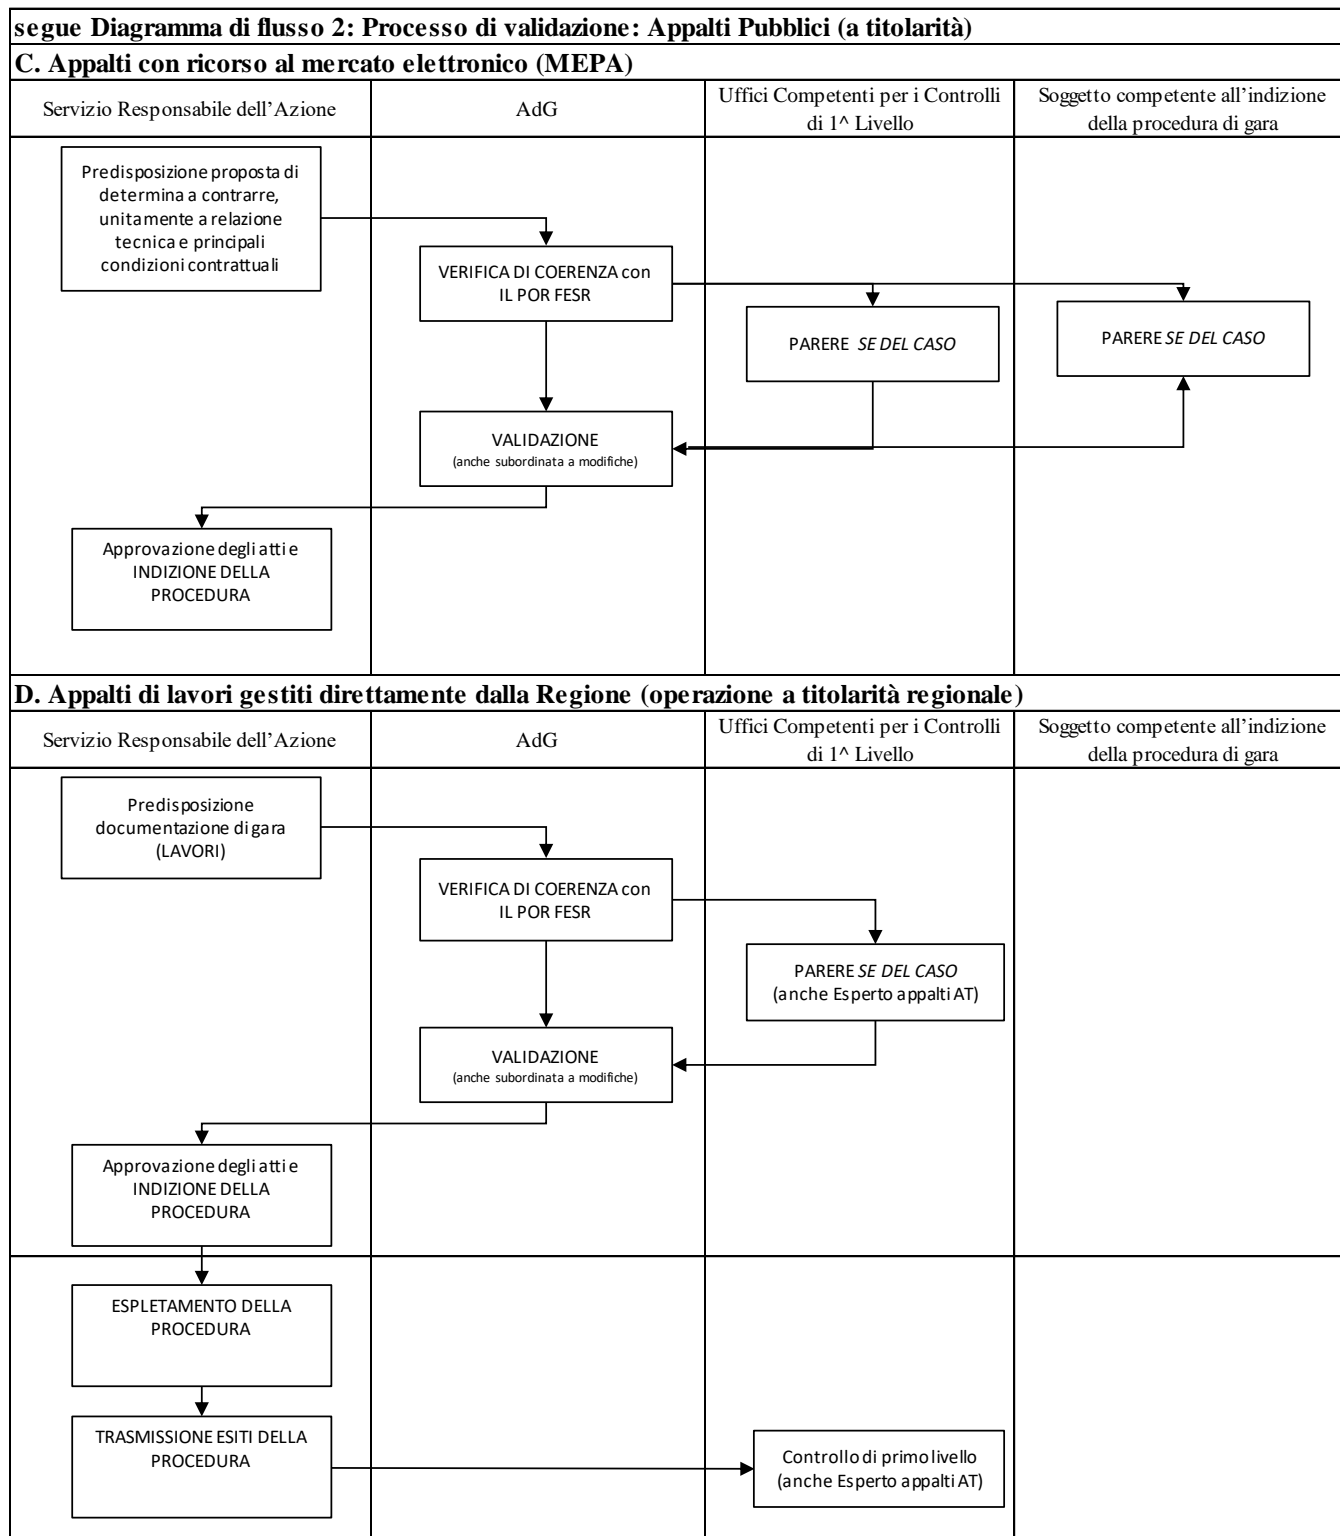 segue Diagramma di flusso 2: Processo di validazione: Appalti Pubblici (a titolarità)
C. Appalti con ricorso al mercato elettronico (MEPA)
Servizio Responsabile dell'Azione
AdG
Uffici Competenti per i Controlli
di 1^ Livello
Soggetto competente all'indizione
della procedura di gara
Predisposizione proposta di
determina a contrarre,
unitamente a relazione
tecnica e principali
condizioni contrattuali
VERIFICA DI COERENZA con
IL POR FESR
PARERE SE DEL CASO
PARERE SE DEL CASO
VALIDAZIONE
(anche subordinata a modifiche)
Approvazione degli atti e
INDIZIONE DELLA
PROCEDURA
D. Appalti di lavori gestiti direttamente dalla Regione (operazione a titolarità regionale)
Servizio Responsabile dell'Azione
AdG
Uffici Competenti per i Controlli
di 1^ Livello
Soggetto competente all'indizione
della procedura di gara
Predisposizione
documentazione di gara
(LAVORI)
VERIFICA DI COERENZA con
IL POR FESR
PARERE SE DEL CASO
(anche Esperto appalti AT)
VALIDAZIONE
(anche subordinata a modifiche)
Approvazione degli atti e
INDIZIONE DELLA
PROCEDURA
ESPLETAMENTO DELLA
PROCEDURA
TRASMISSIONE ESITI DELLA
PROCEDURA
Controllo di primo livello
(anche Esperto appalti AT)